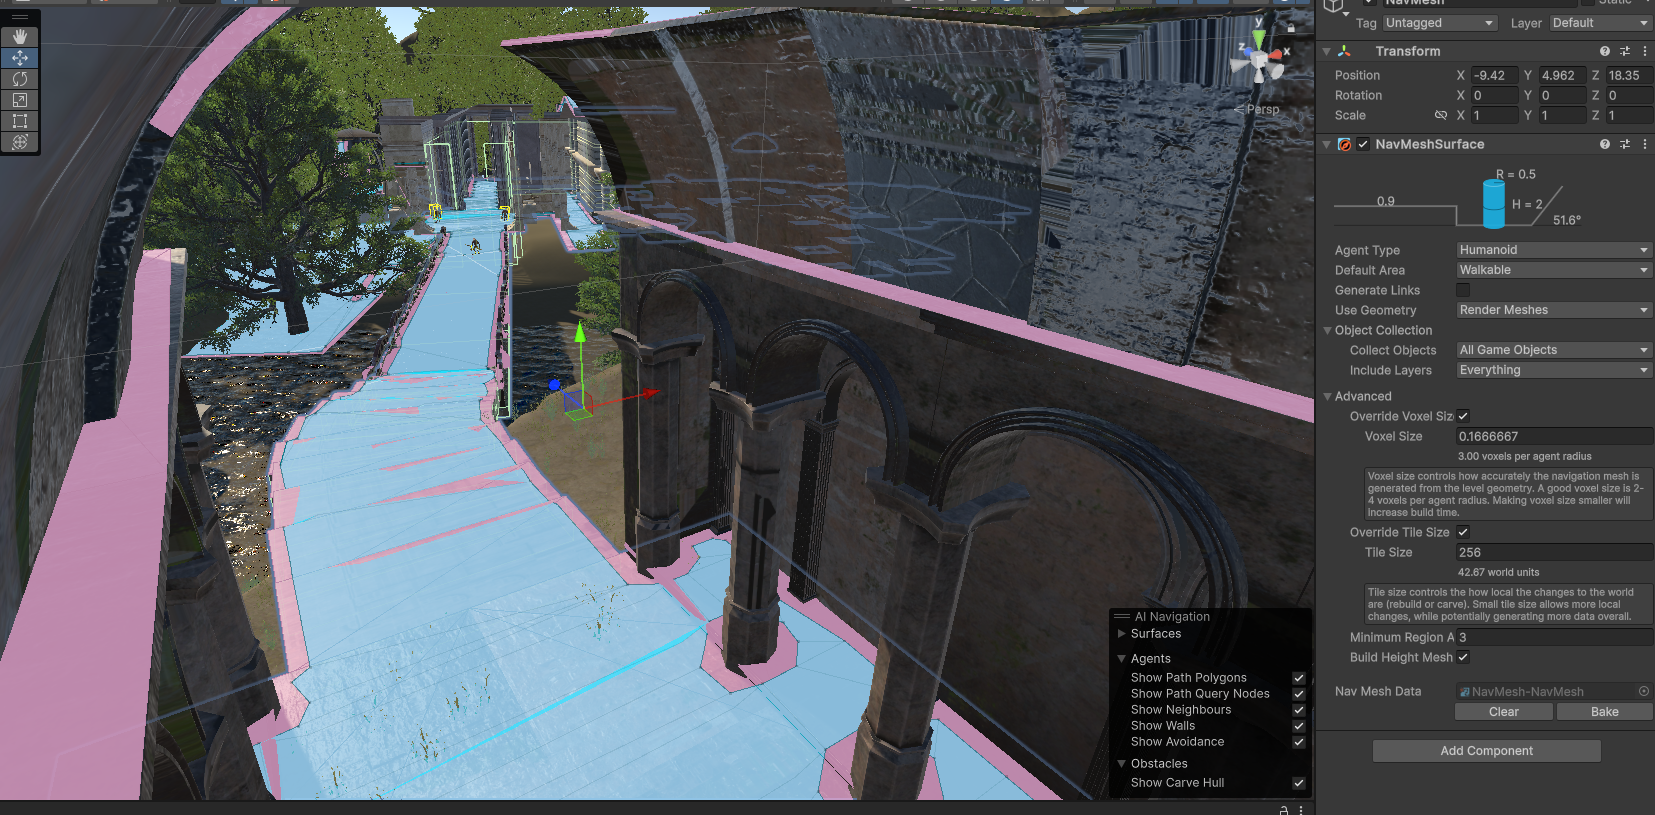 NavMesh
Static
Tag Untagged Layer Default
Transform
Position X -9.42 Y 4.962 Z 18.35
Rotation X 0 Y 0 Z 0
Scale X 1 Y 1 Z 1
NavMeshSurface
R = 0.5
0.9
H = 2
51.6°
Agent Type Humanoid
Default Area Walkable
Generate Links
Use Geometry Render Meshes
Object Collection
Collect Objects All Game Objects
Include Layers Everything
Advanced
Override Voxel Siz
Voxel Size 0.1666667
3.00 voxels per agent radius
Voxel size controls how accurately the navigation mesh is
generated from the level geometry. A good voxel size is 2-
4 voxels per agent radius. Making voxel size smaller will
increase build time.
Override Tile Size
Tile Size 256
42.67 world units
Tile size controls the how local the changes to the world
are (rebuild or carve). Small tile size allows more local
changes, while potentially generating more data overall.
Minimum Region A 3
Build Height Mesh
Nav Mesh Data NavMesh-NavMesh
Clear Bake
Add Component
y
z x
Persp
AI Navigation
Surfaces
Agents
Show Path Polygons
Show Path Query Nodes
Show Neighbours
Show Walls
Show Avoidance
Obstacles
Show Carve Hull